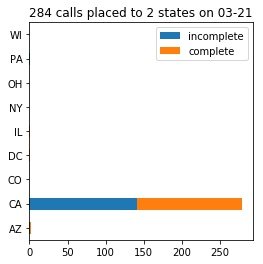 284 calls placed to 2 states on 03-21
incomplete
complete
WI
PA
OH
NY
IL
DC
CO
CA
AZ
0 50 100 150 200 250